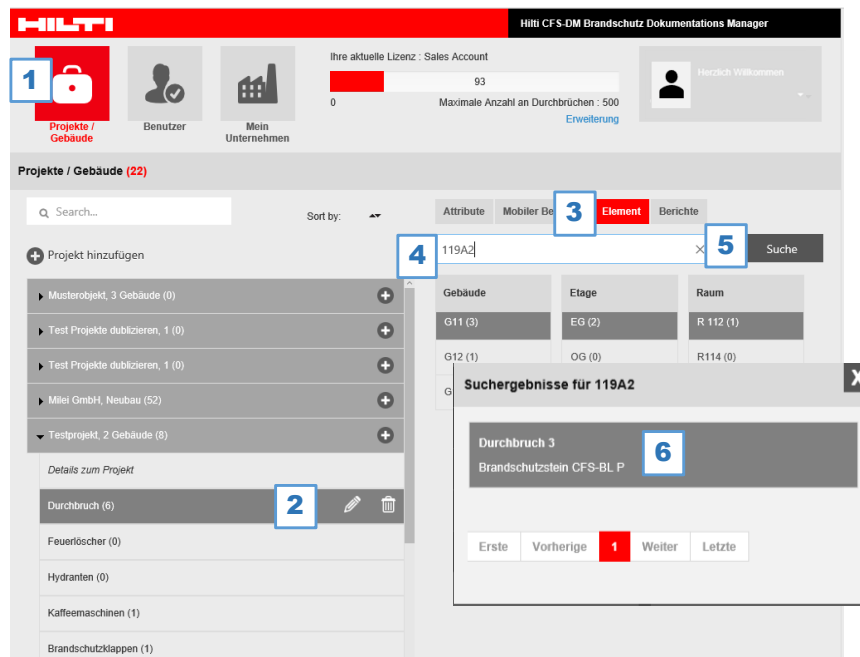 HILTI
Hilti CFS-DM Brandschutz Dokumentations Manager
1
Projekte /
Gebäude
Benutzer
Mein
Unternehmen
Ihre aktuelle Lizenz : Sales Account
93
0
Maximale Anzahl an Durchbrüchen : 500
Erweiterung
Herzlich Willkommen
Projekte / Gebäude (22)
Search...
Sort by:
Projekt hinzufügen
Musterobjekt, 3 Gebäude (0)
Test Projekte dublizieren, 1 (0)
Test Projekte dublizieren, 1 (0)
Milei GmbH, Neubau (52)
Testprojekt, 2 Gebäude (8)
Details zum Projekt
Durchbruch (6)
2
Feuerlöscher (0)
Hydranten (0)
Kaffeemaschinen (1)
Brandschutzklappen (1)
Attribute
Mobiler Be
3
Element
Berichte
4
119A2
5
Suche
Gebäude
Etage
Raum
G11 (3)
EG (2)
R 112 (1)
G12 (1)
OG (0)
R114 (0)
G
Suchergebnisse für 119A2
X
Durchbruch 3
Brandschutzstein CFS-BL P
6
Erste
Vorherige
1
Weiter
Letzte